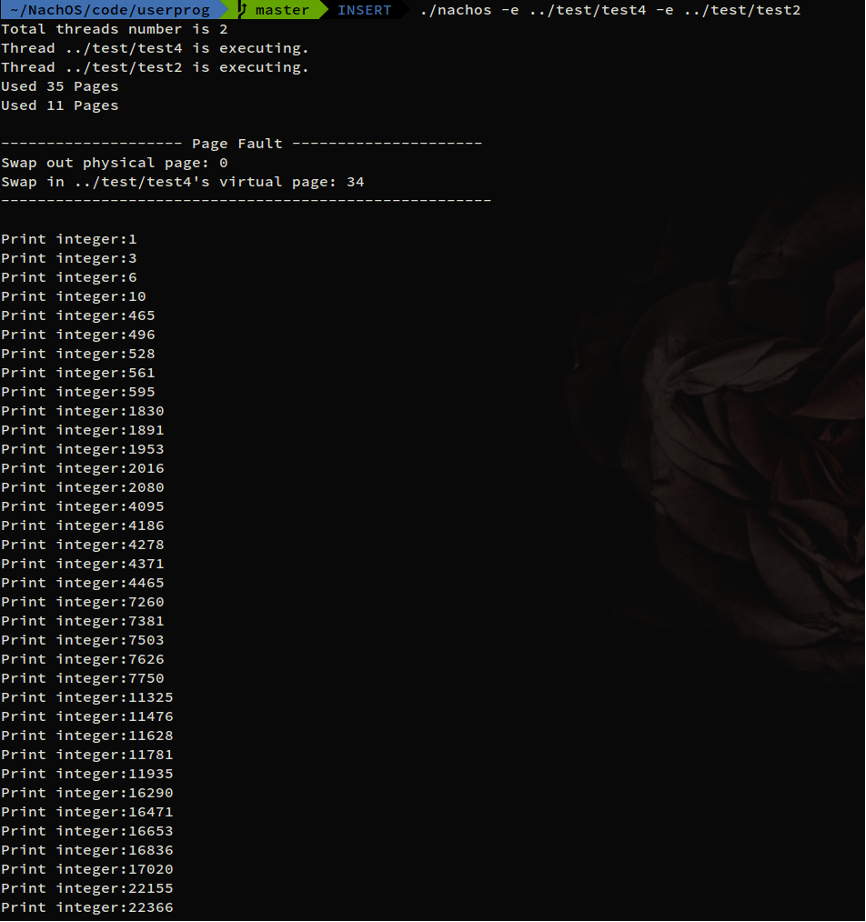 ~/NachOS/code/userprog master INSERT ./nachos -e ../test/test4 -e ../test/test2
Total threads number is 2
Thread ../test/test4 is executing.
Thread ../test/test2 is executing.
Used 35 Pages
Used 11 Pages
-------------------- Page Fault ---------------------
Swap out physical page: 0
Swap in ../test/test4's virtual page: 34
------------------------------------------------------
Print integer:1
Print integer:3
Print integer:6
Print integer:10
Print integer:465
Print integer:496
Print integer:528
Print integer:561
Print integer:595
Print integer:1830
Print integer:1891
Print integer:1953
Print integer:2016
Print integer:2080
Print integer:4095
Print integer:4186
Print integer:4278
Print integer:4371
Print integer:4465
Print integer:7260
Print integer:7381
Print integer:7503
Print integer:7626
Print integer:7750
Print integer:11325
Print integer:11476
Print integer:11628
Print integer:11781
Print integer:11935
Print integer:16290
Print integer:16471
Print integer:16653
Print integer:16836
Print integer:17020
Print integer:22155
Print integer:22366